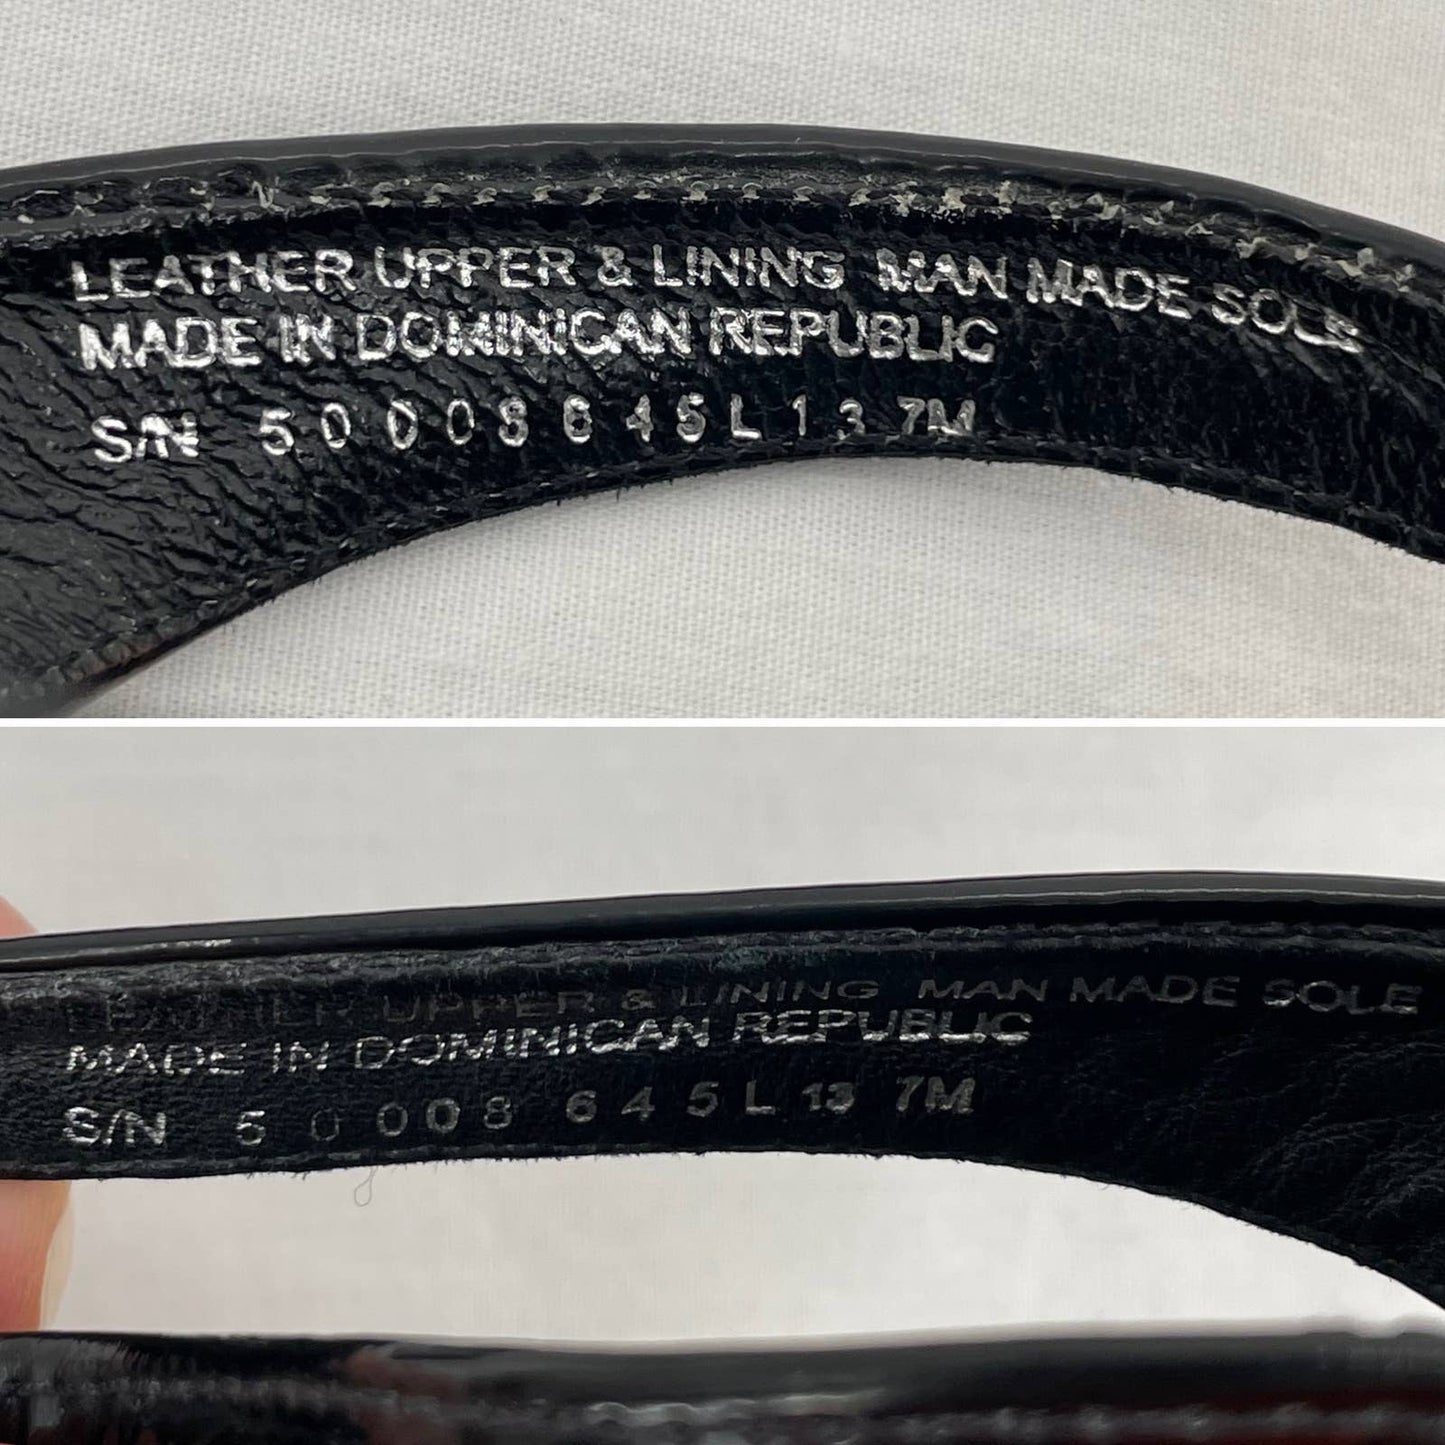 LEATHER UPPER & LINING MAN MADE SOLE
MADE IN DOMINICAN REPUBLIC
S/N 50008645L13 7M
LEATHER UPPER & LINING MAN MADE SOLE
MADE IN DOMINICAN REPUBLIC
S/N 50008645L13 7M